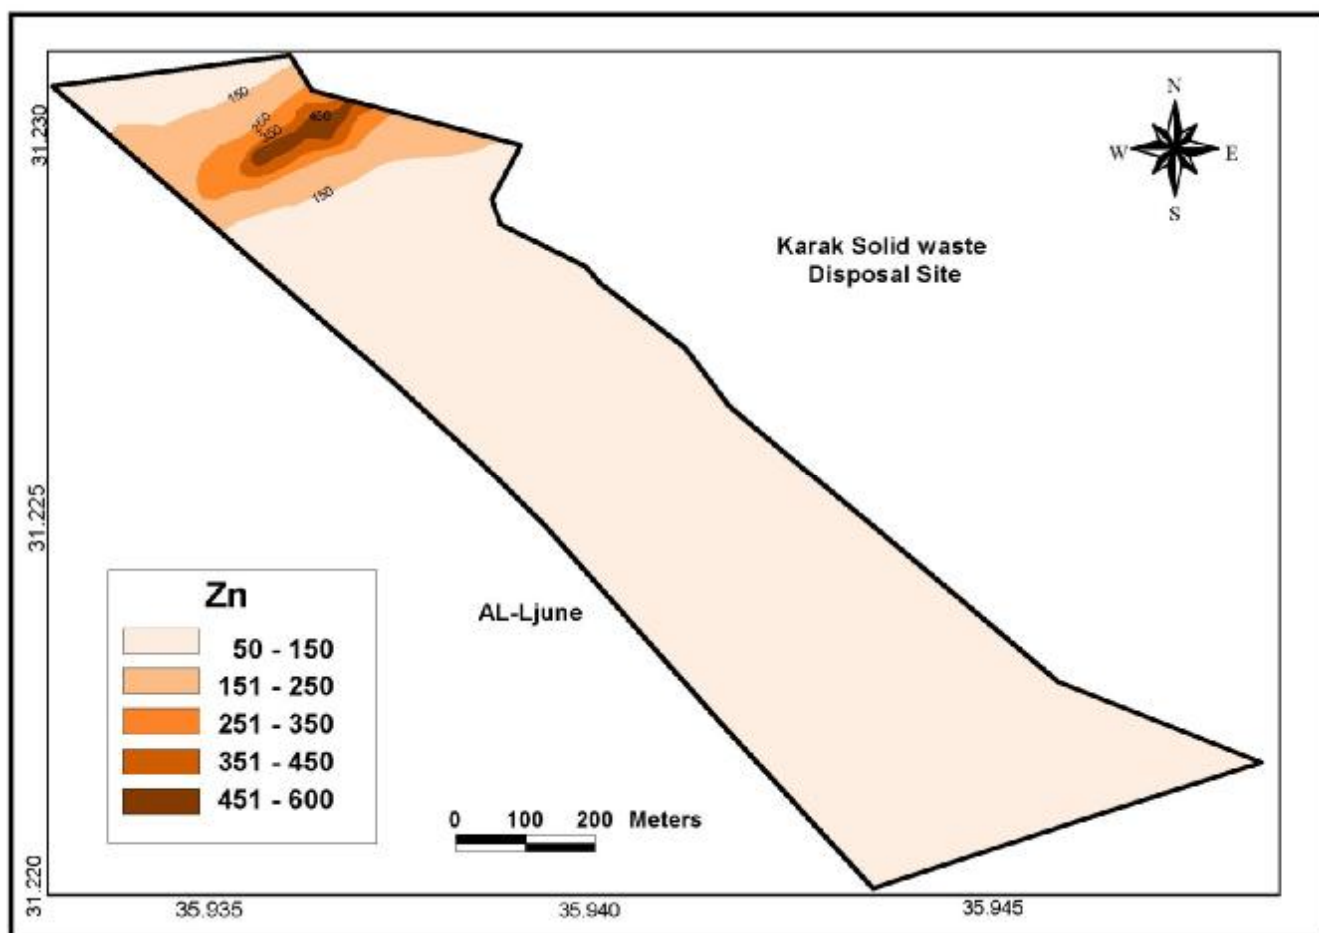 N
W E
S
31.230
150
250
450
350
150
Karak Solid waste
Disposal Site
31.225
Zn
50 - 150
151 - 250
251 - 350
351 - 450
451 - 600
AL-Ljune
0 100 200 Meters
31.220
35.935 35.940 35.945